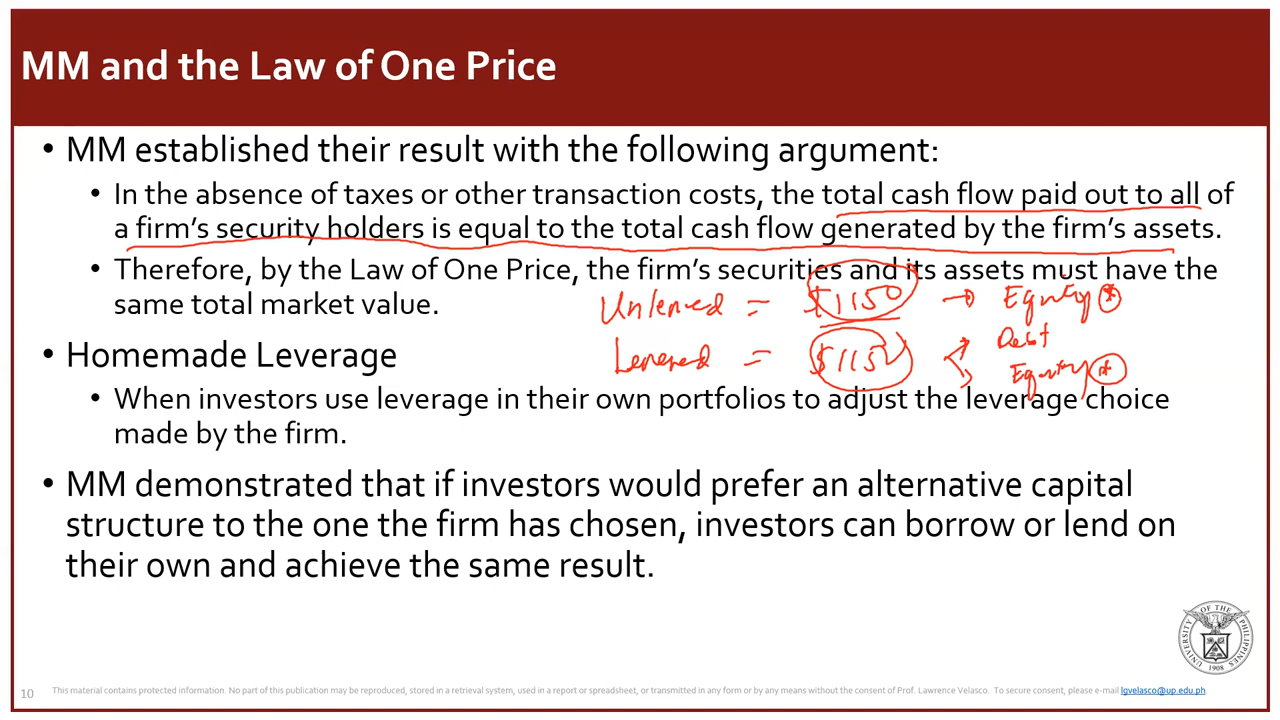 MM and the Law of One Price
• MM established their result with the following argument:
• In the absence of taxes or other transaction costs, the total cash flow paid out to all of
a firm's security holders is equal to the total cash flow generated by the firm's assets.
• Therefore, by the Law of One Price, the firm's securities and its assets must have the
same total market value.
Unlevered = $1150 → Equity *
Levered = $1150
Debt
Equity *
• Homemade Leverage
• When investors use leverage in their own portfolios to adjust the leverage choice
made by the firm.
• MM demonstrated that if investors would prefer an alternative capital
structure to the one the firm has chosen, investors can borrow or lend on
their own and achieve the same result.
UNIVERSITY OF THE PHILIPPINES
1908
10
This material contains protected information. No part of this publication may be reproduced, stored in a retrieval system, used in a report or spreadsheet, or transmitted in any form or by any means without the consent of Prof. Lawrence Velasco. To secure consent, please e-mail lgvelasco@up.edu.ph.